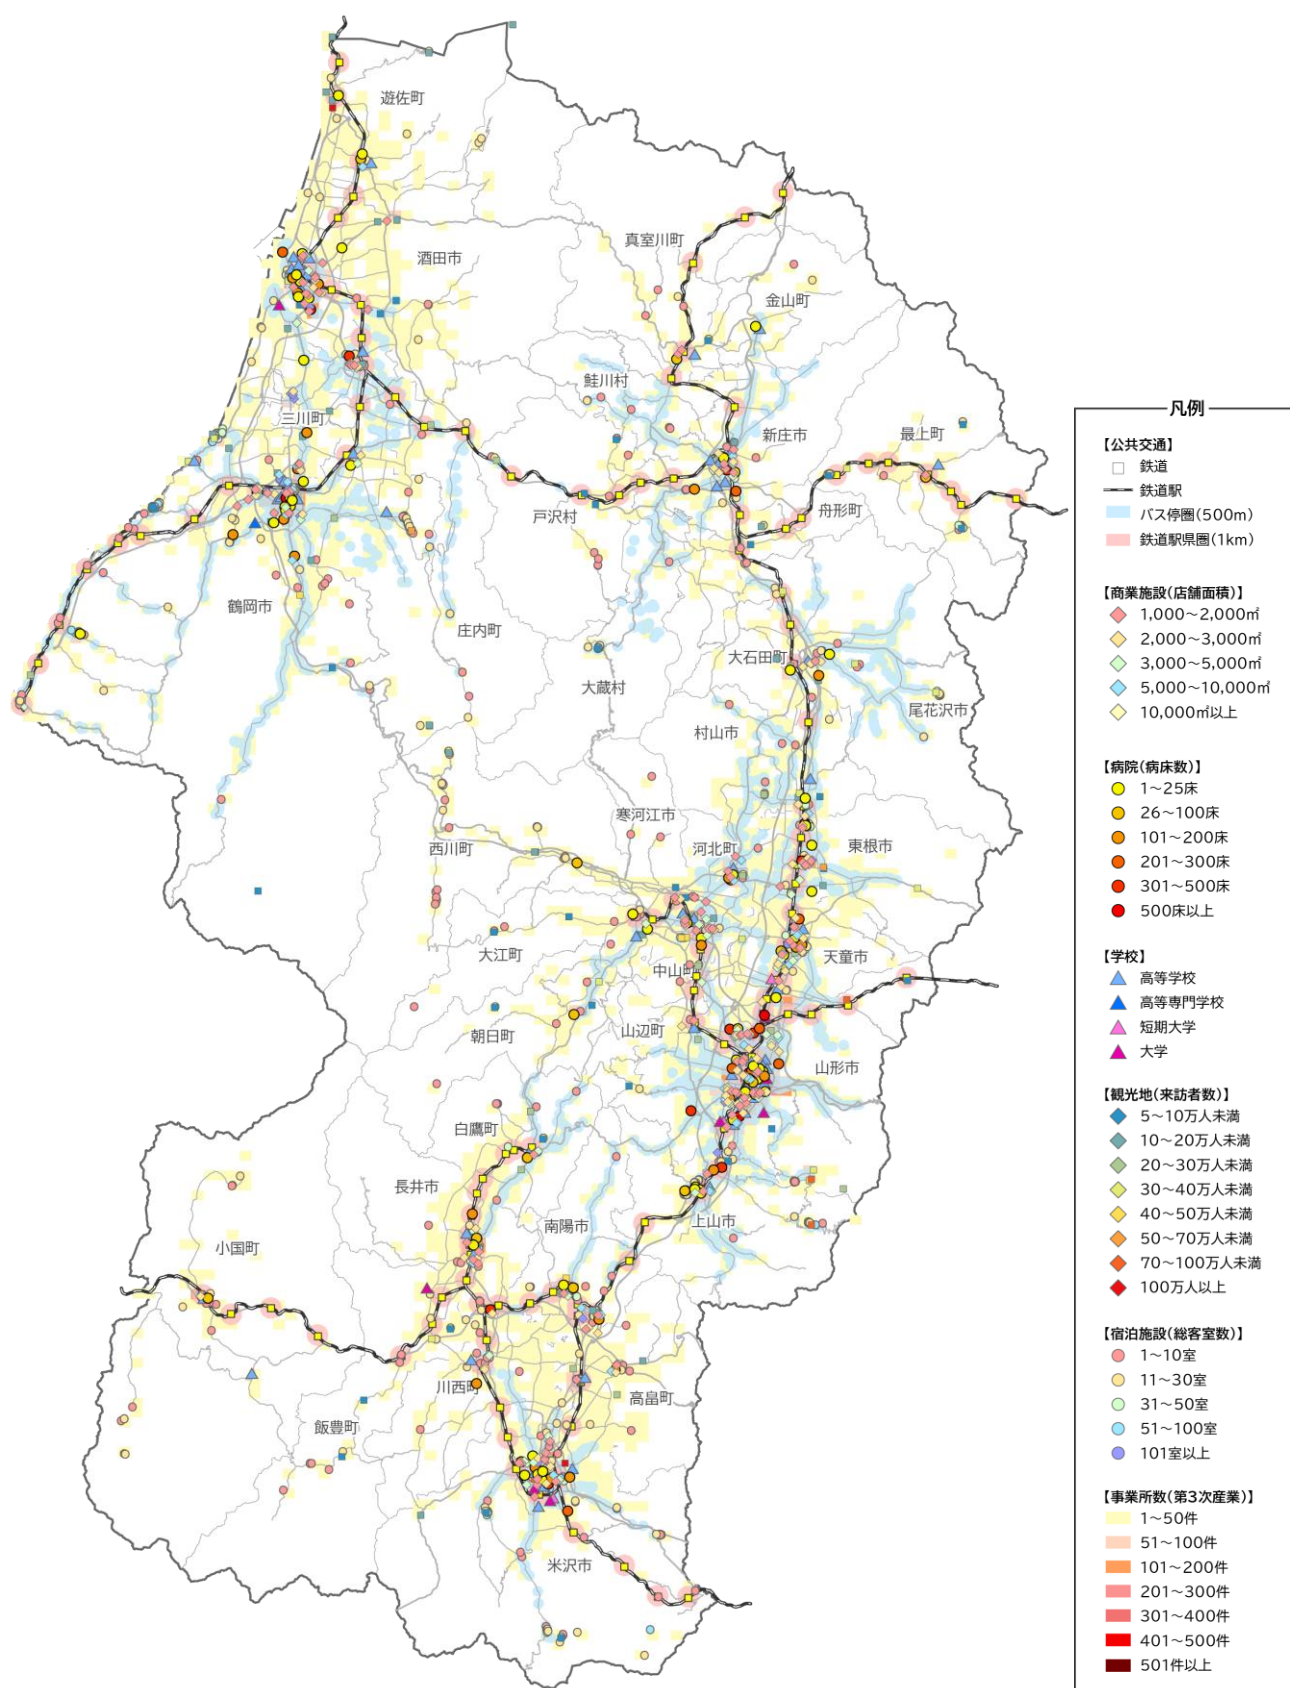 遊佐町
酒田市
真室川町
金山町
鮭川村
新庄市
最上町
三川町
戸沢村
舟形町
鶴岡市
庄内町
大石田町
大蔵村
尾花沢市
村山市
寒河江市
西川町
河北町
東根市
大江町
中山町
天童市
朝日町
山辺町
山形市
白鷹町
長井市
南陽市
上山市
小国町
川西町
高畠町
飯豊町
米沢市
凡例
【公共交通】
鉄道
鉄道駅
バス停圏(500m)
鉄道駅県圏(1km)
【商業施設(店舗面積)】
1,000～2,000㎡
2,000～3,000㎡
3,000～5,000㎡
5,000～10,000㎡
10,000㎡以上
【病院(病床数)】
1～25床
26～100床
101～200床
201～300床
301～500床
500床以上
【学校】
高等学校
高等専門学校
短期大学
大学
【観光地(来訪者数)】
5～10万人未満
10～20万人未満
20～30万人未満
30～40万人未満
40～50万人未満
50～70万人未満
70～100万人未満
100万人以上
【宿泊施設(総客室数)】
1～10室
11～30室
31～50室
51～100室
101室以上
【事業所数(第3次産業)】
1～50件
51～100件
101～200件
201～300件
301～400件
401～500件
501件以上